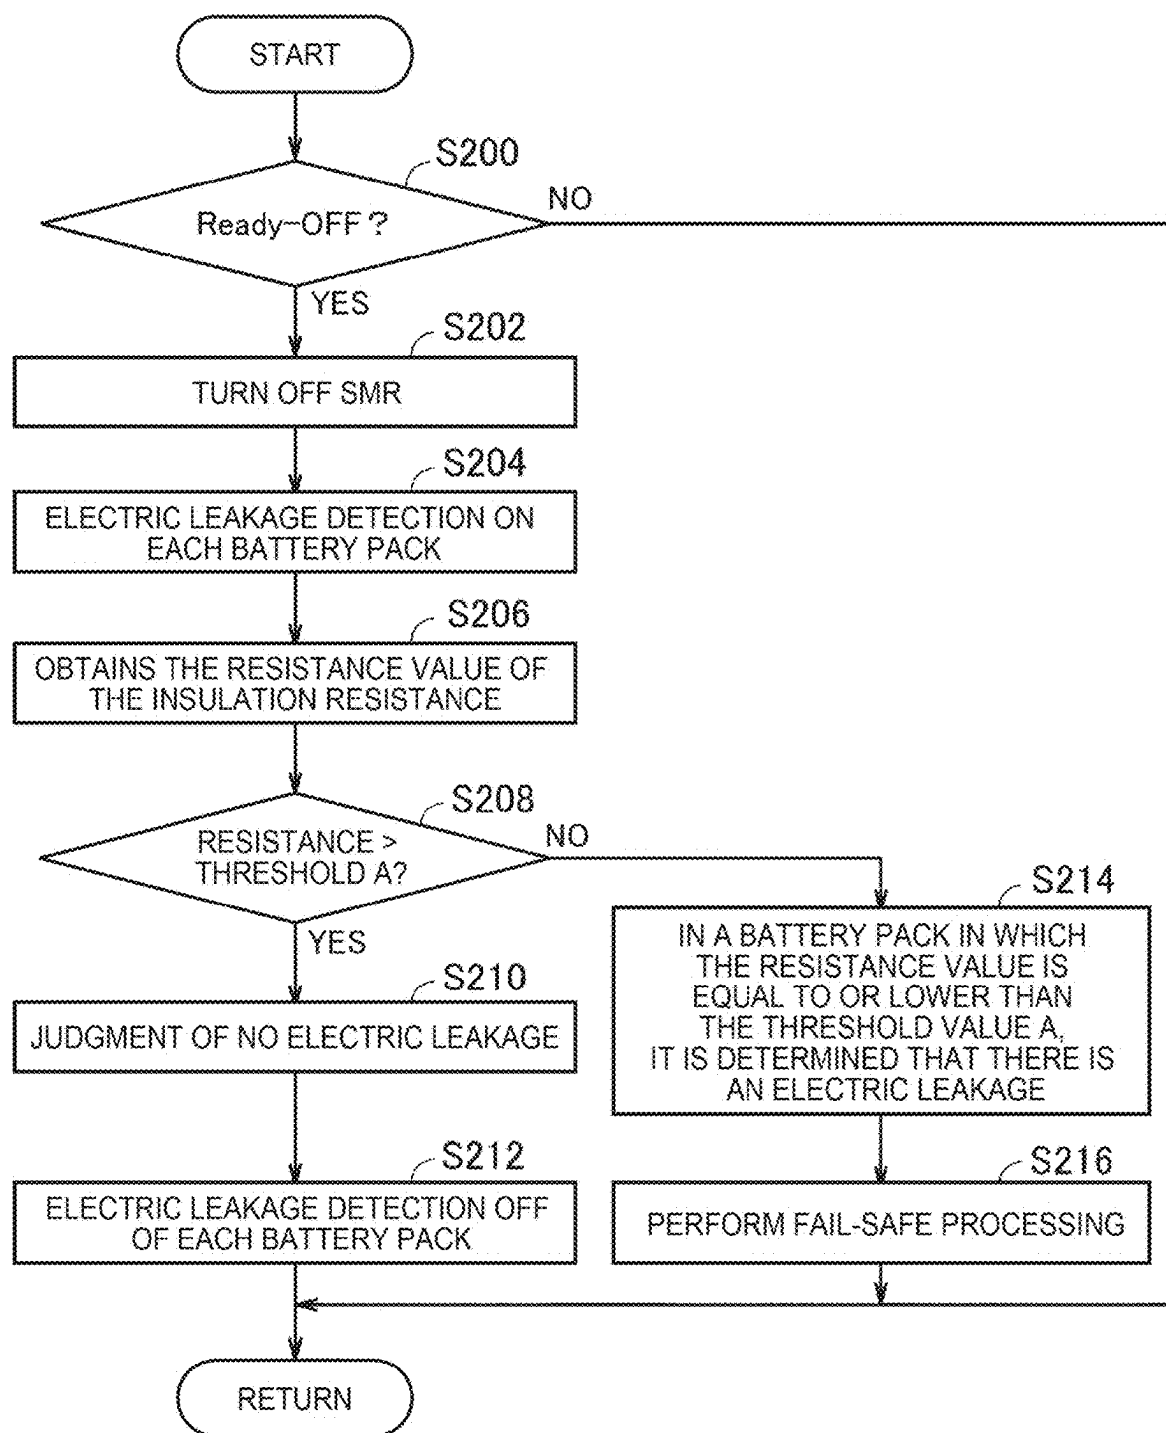 START
S200
Ready-OFF?
NO
YES
S202
TURN OFF SMR
S204
ELECTRIC LEAKAGE DETECTION ON
EACH BATTERY PACK
S206
OBTAINS THE RESISTANCE VALUE OF
THE INSULATION RESISTANCE
S208
RESISTANCE >
THRESHOLD A?
NO
YES
S210
JUDGMENT OF NO ELECTRIC LEAKAGE
S212
ELECTRIC LEAKAGE DETECTION OFF
OF EACH BATTERY PACK
S214
IN A BATTERY PACK IN WHICH
THE RESISTANCE VALUE IS
EQUAL TO OR LOWER THAN
THE THRESHOLD VALUE A,
IT IS DETERMINED THAT THERE IS
AN ELECTRIC LEAKAGE
S216
PERFORM FAIL-SAFE PROCESSING
RETURN